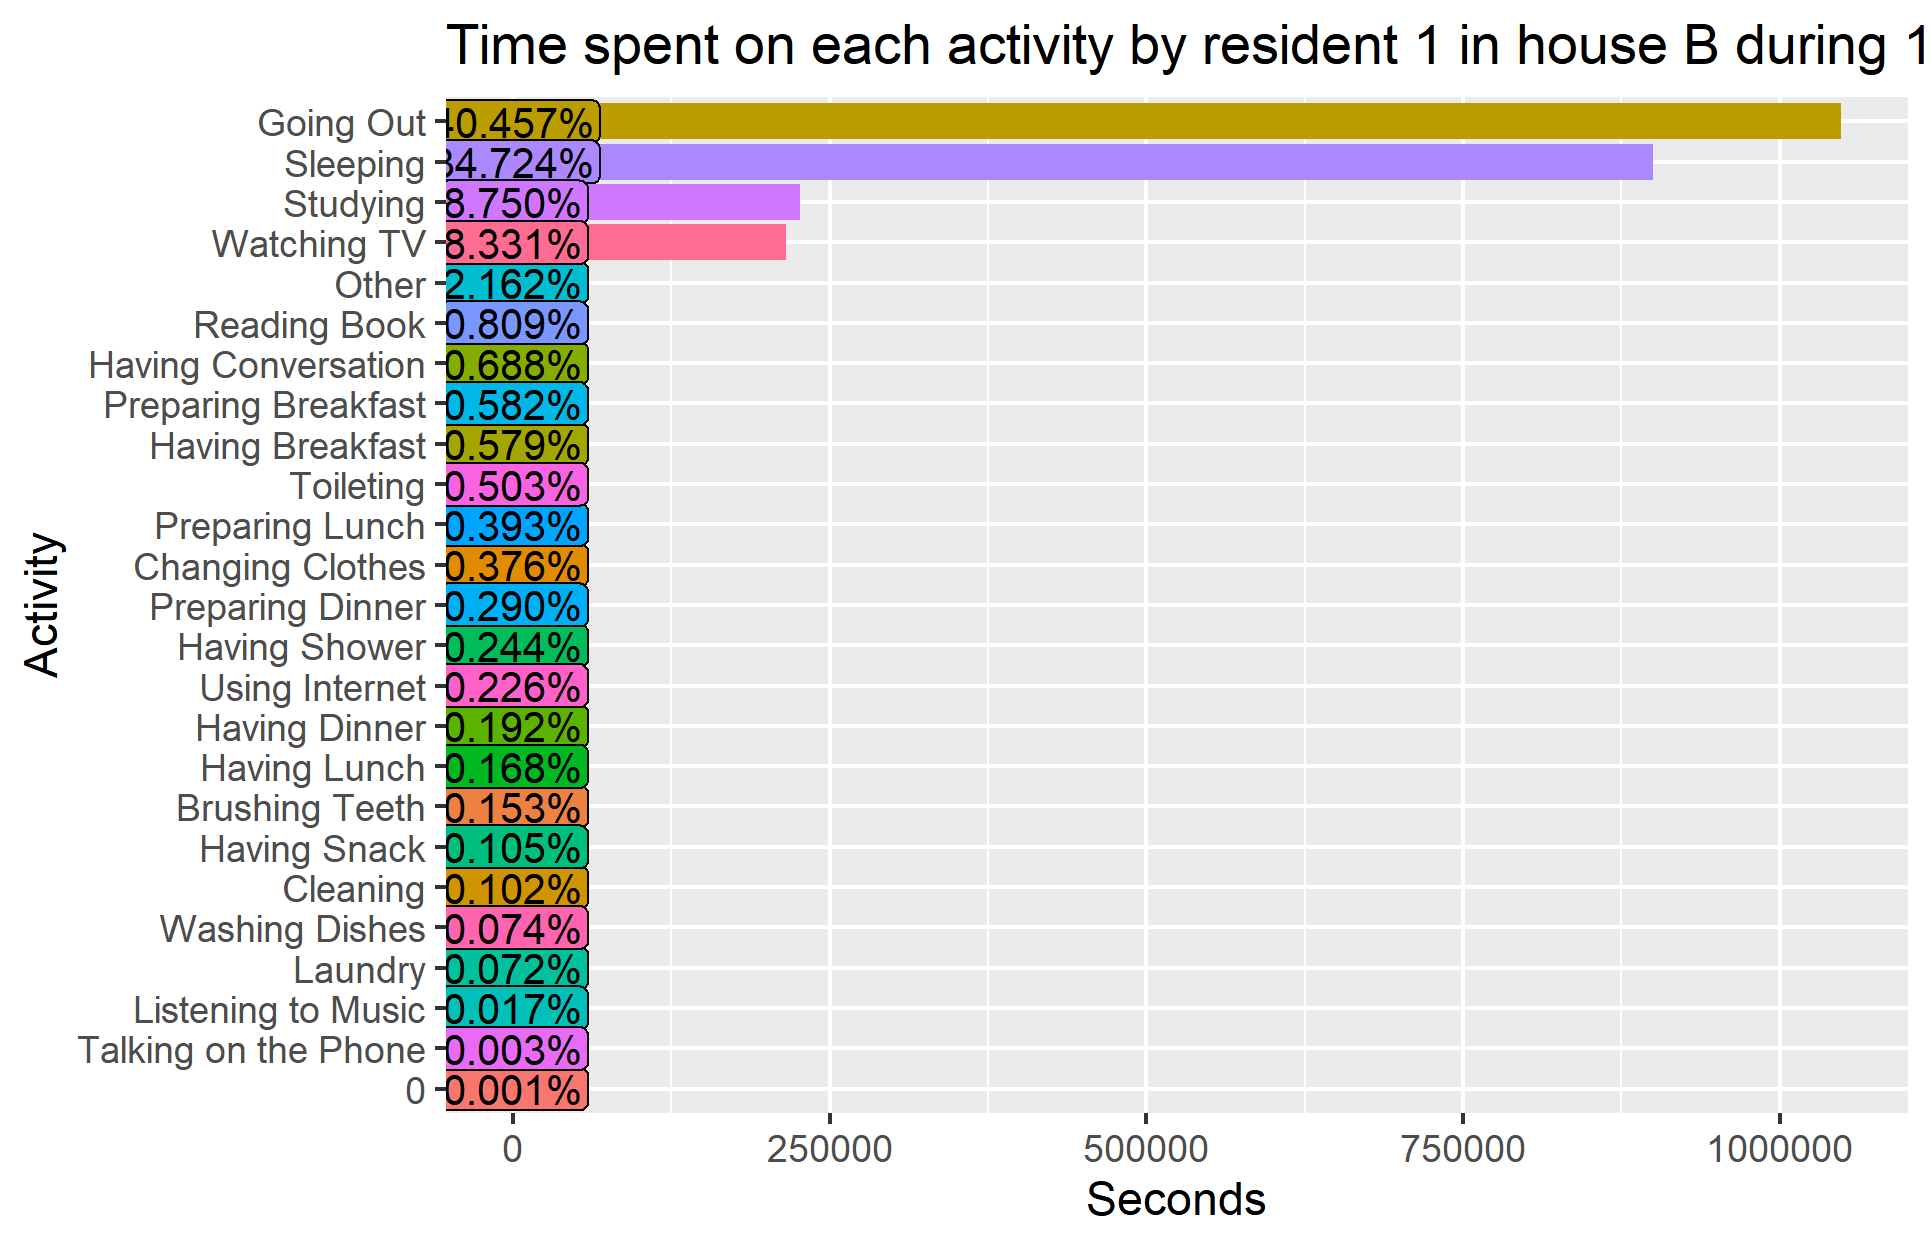 Time spent on each activity by resident 1 in house B during 1
Going Out 40.457%
Sleeping 34.724%
Studying 8.750%
Watching TV 8.331%
Other 2.162%
Reading Book 0.809%
Having Conversation 0.688%
Preparing Breakfast 0.582%
Having Breakfast 0.579%
Toileting 0.503%
Preparing Lunch 0.393%
Changing Clothes 0.376%
Preparing Dinner 0.290%
Having Shower 0.244%
Using Internet 0.226%
Having Dinner 0.192%
Having Lunch 0.168%
Brushing Teeth 0.153%
Having Snack 0.105%
Cleaning 0.102%
Washing Dishes 0.074%
Laundry 0.072%
Listening to Music 0.017%
Talking on the Phone 0.003%
0 0.001%
Activity
0 250000 500000 750000 1000000
Seconds